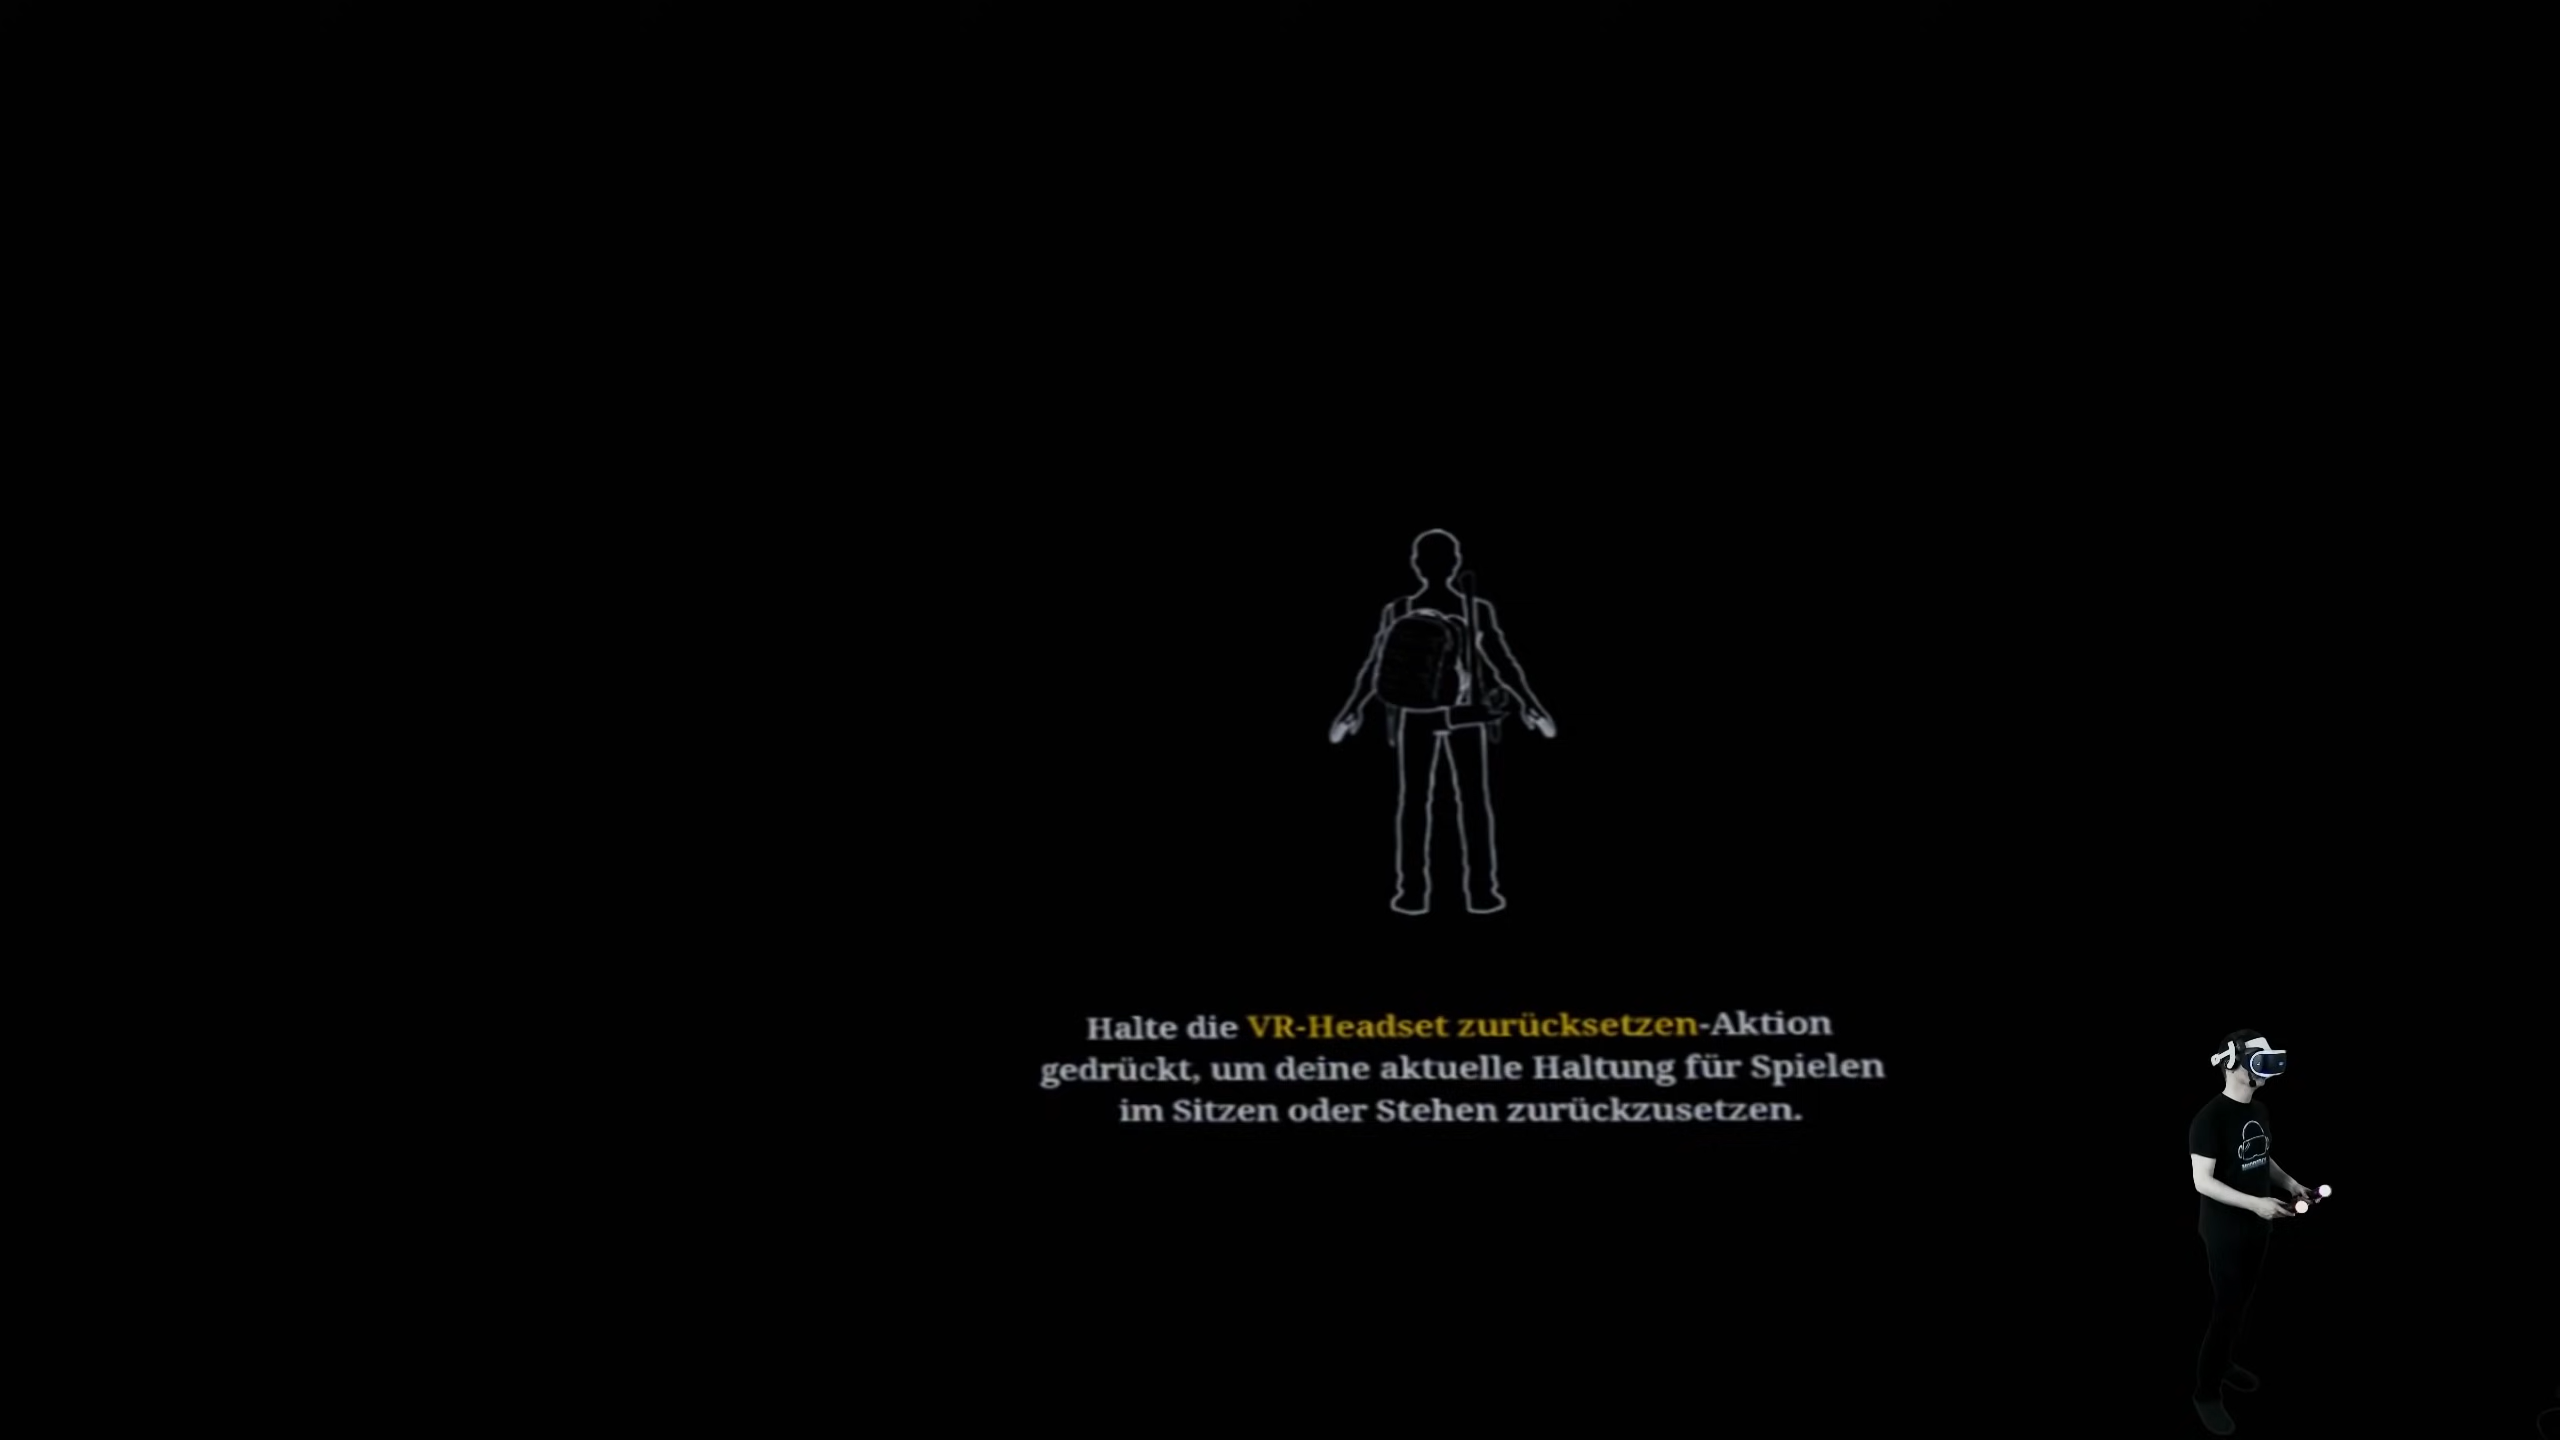 Halte die VR-Headset zurücksetzen-Aktion
gedrückt, um deine aktuelle Haltung für Spielen
im Sitzen oder Stehen zurückzusetzen.